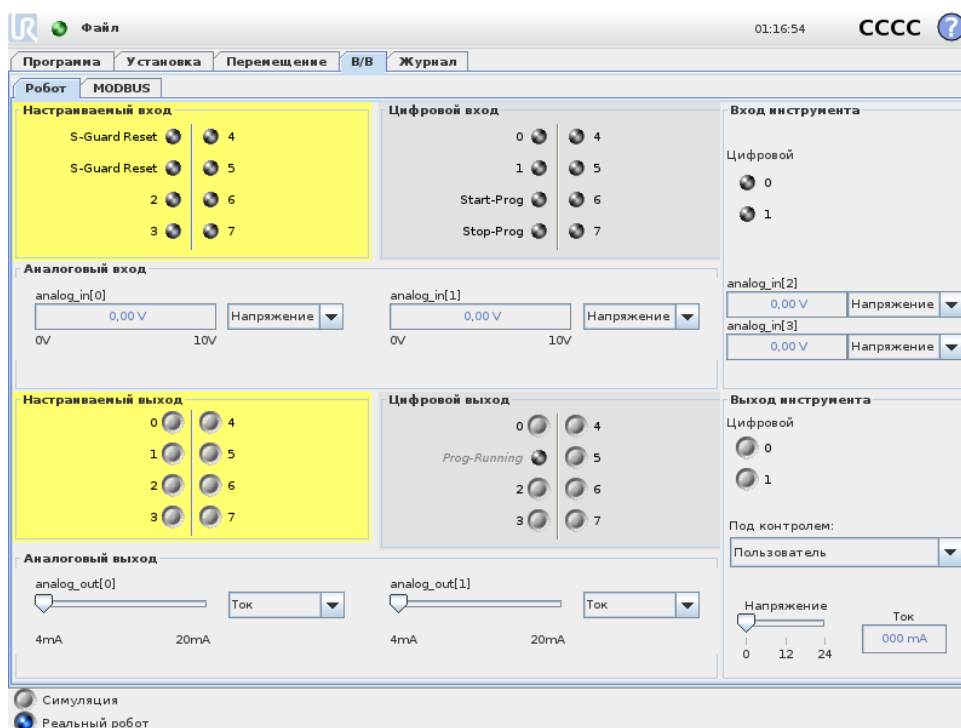 UR Файл 01:16:54 CCCC ?
Программа Установка Перемещение В/В Журнал
Робот MODBUS
Настраиваемый вход
S-Guard Reset 4
S-Guard Reset 5
2 6
3 7
Цифровой вход
0 4
1 5
Start-Prog 6
Stop-Prog 7
Вход инструмента
Цифровой
0
1
Аналоговый вход
analog_in[0]
0,00 V Напряжение
0V 10V
analog_in[1]
0,00 V Напряжение
0V 10V
analog_in[2]
0,00 V Напряжение
analog_in[3]
0,00 V Напряжение
Настраиваемый выход
0 4
1 5
2 6
3 7
Цифровой выход
0 4
Prog-Running 5
2 6
3 7
Выход инструмента
Цифровой
0
1
Под контролем:
Пользователь
Напряжение
0 12 24
Ток
000 mA
Аналоговый выход
analog_out[0]
Ток
4mA 20mA
analog_out[1]
Ток
4mA 20mA
Симуляция
Реальный робот